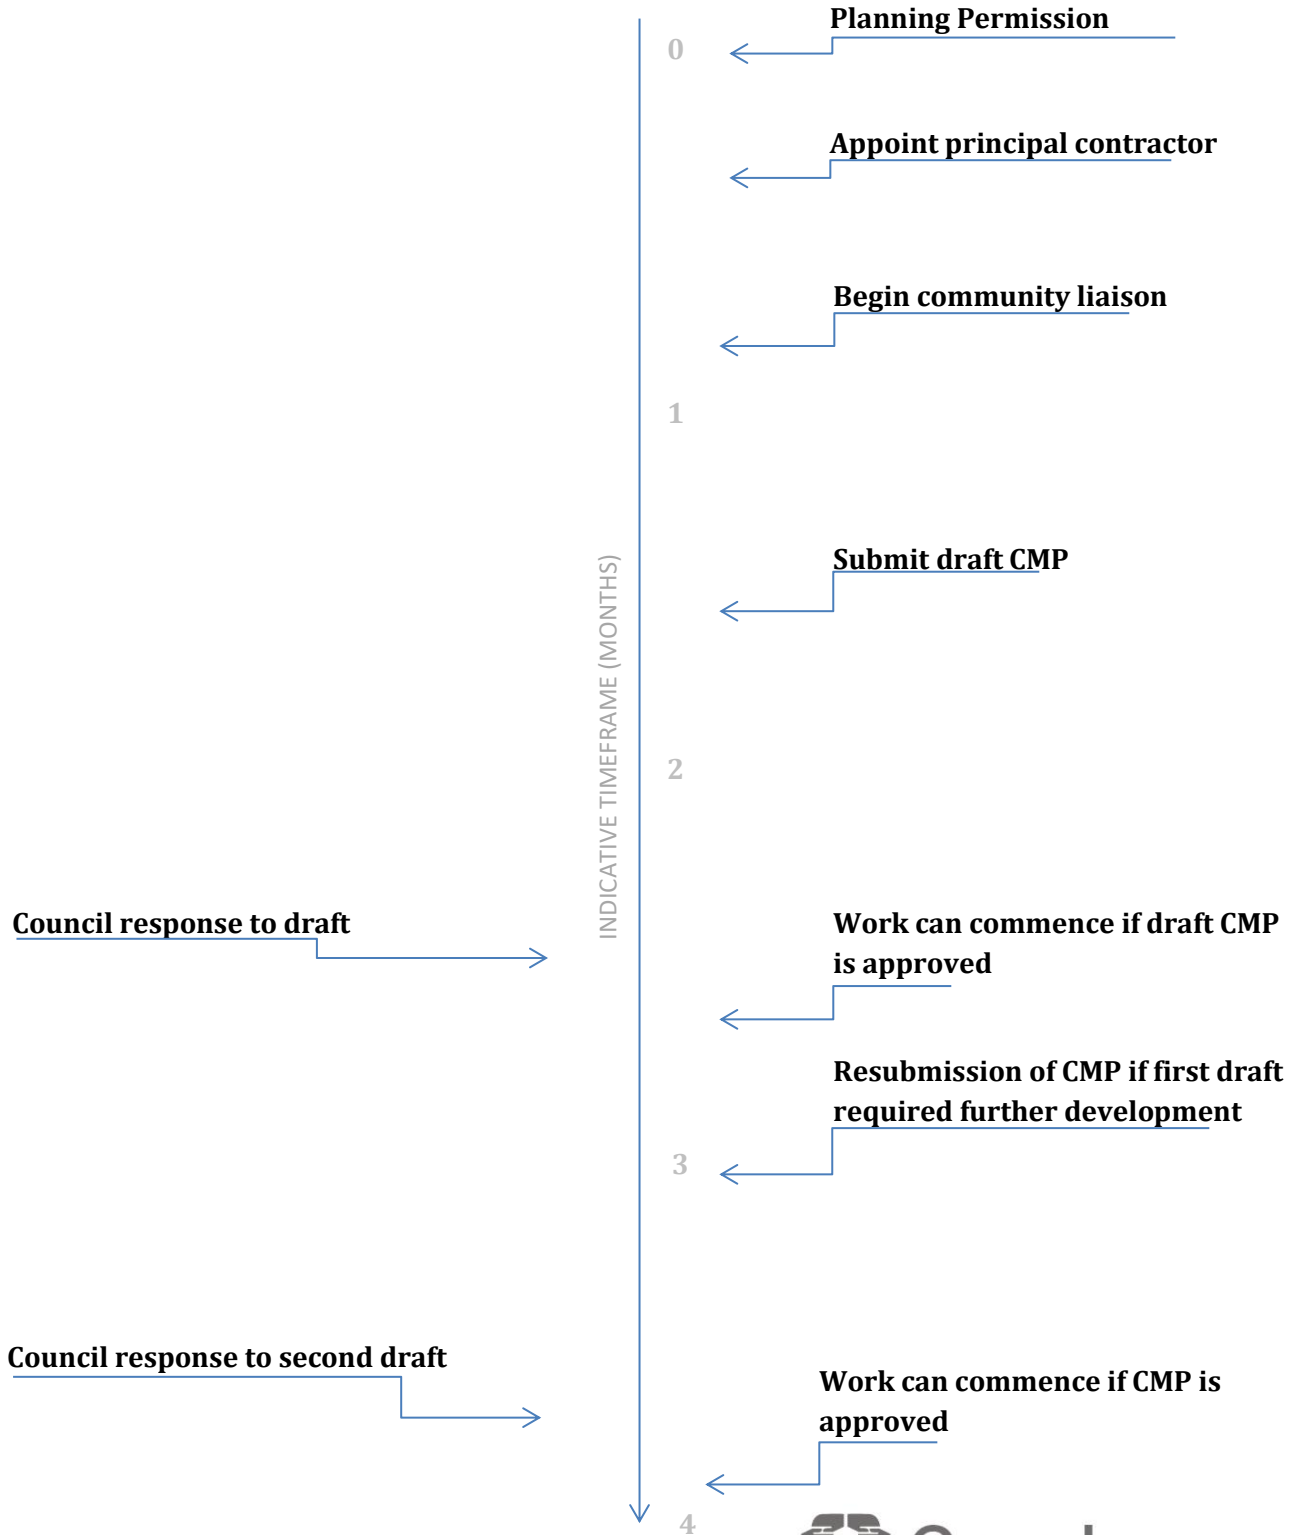 Planning Permission
0
Appoint principal contractor
Begin community liaison
1
Submit draft CMP
INDICATIVE TIMEFRAME (MONTHS)
2
Council response to draft
Work can commence if draft CMP
is approved
Resubmission of CMP if first draft
required further development
3
Council response to second draft
Work can commence if CMP is
approved
4